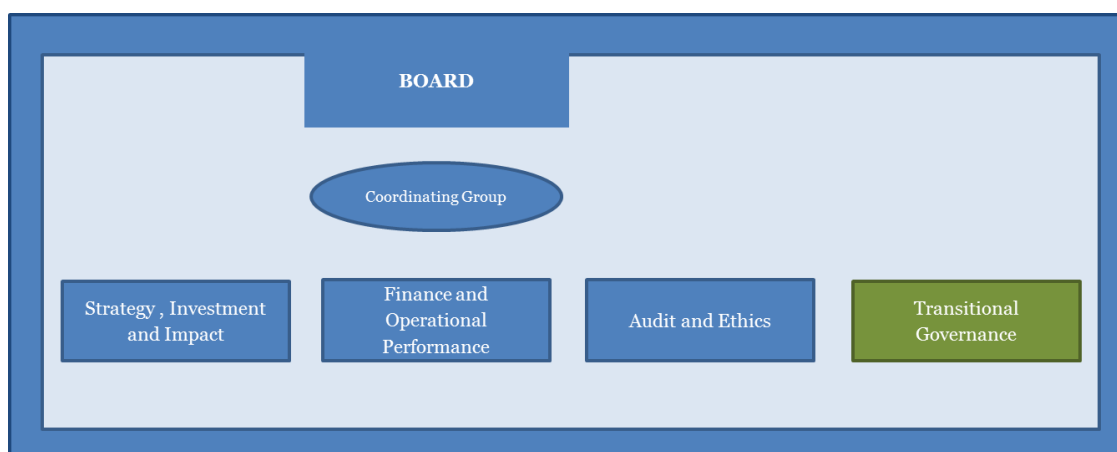 BOARD
Coordinating Group
Strategy , Investment
and Impact
Finance and
Operational
Performance
Audit and Ethics
Transitional
Governance